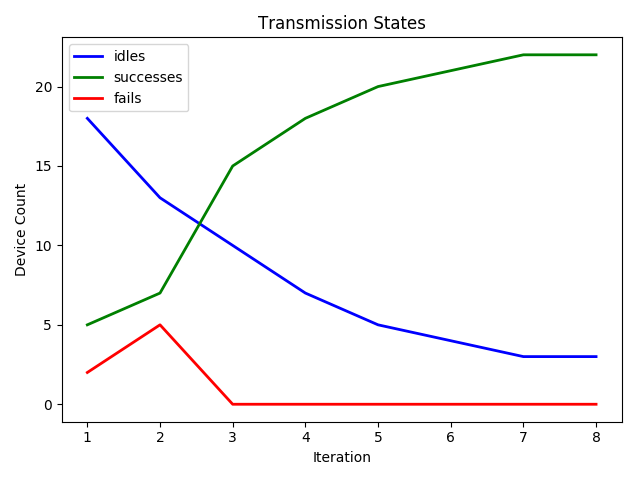 Transmission States
idles
successes
fails
Device Count
20
15
10
5
0
1 2 3 4 5 6 7 8
Iteration